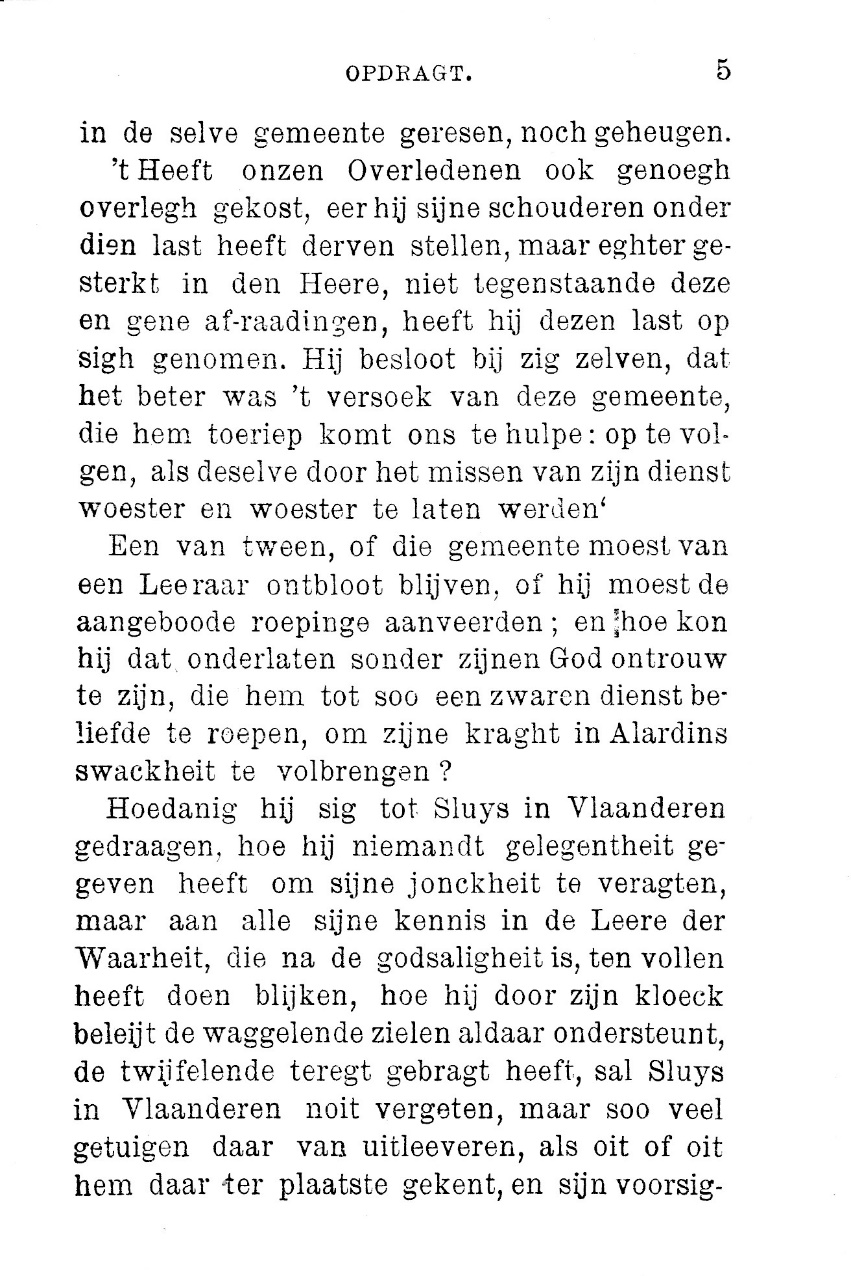 OPDRAGT. 5
in de selve gemeente geresen, noch geheugen.
't Heeft onzen Overledenen ook genoegh
overlegh gekost, eer hij sijne schouderen onder
dien last heeft derven stellen, maar eghter ge-
sterkt in den Heere, niet tegenstaande deze
en gene af-raadingen, heeft hij dezen last op
sigh genomen. Hij besloot bij zig zelven, dat
het beter was 't versoek van deze gemeente,
die hem toeriep komt ons te hulpe: op te vol-
gen, als deselve door het missen van zijn dienst
woester en woester te laten werden‘
Een van tween, of die gemeente moest van
een Leeraar ontbloot blijven, of hij moest de
aangeboode roepinge aanveerden; en hoe kon
hij dat onderlaten sonder zijnen God ontrouw
te zijn, die hem tot soo een zwaren dienst be-
liefde te roepen, om zijne kraght in Alardins
swackheit te volbrengen?
Hoedanig hij sig tot Sluys in Vlaanderen
gedraagen, hoe hij niemandt gelegentheit ge-
geven heeft om sijne jonckheit te veragten,
maar aan alle sijne kennis in de Leere der
Waarheit, die na de godsaligheit is, ten vollen
heeft doen blijken, hoe hij door zijn kloeck
beleijt de waggelende zielen aldaar ondersteunt,
de twijfelende teregt gebragt heeft, sal Sluys
in Vlaanderen noit vergeten, maar soo veel
getuigen daar van uitleeveren, als oit of oit
hem daar ter plaatste gekent, en sijn voorsig-